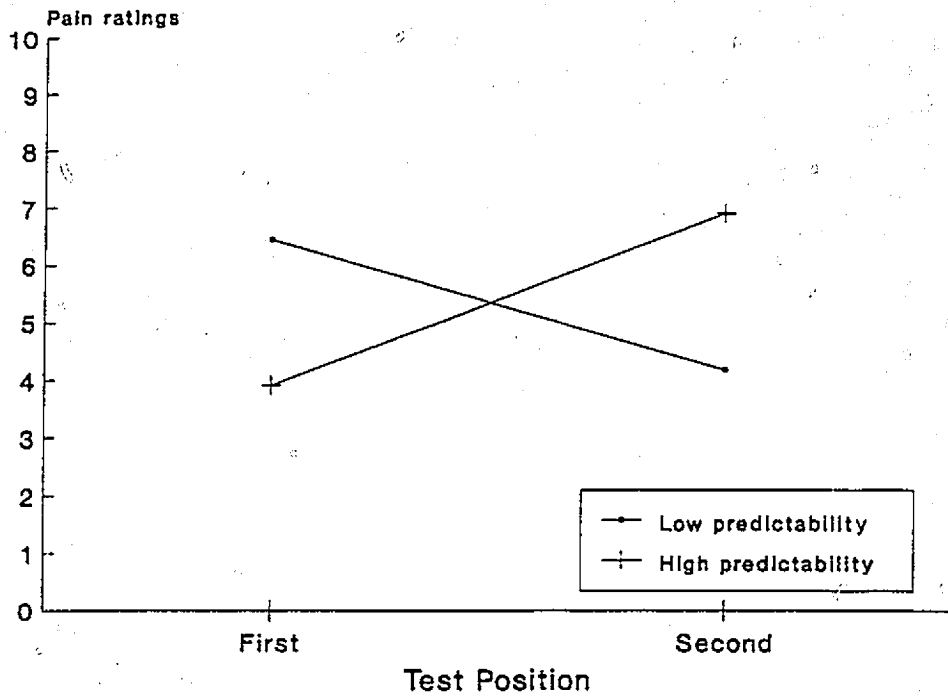 Pain ratings
10
9
8
7
6
5
4
3
2
1
0
Low predictability
High predictability
First Second
Test Position